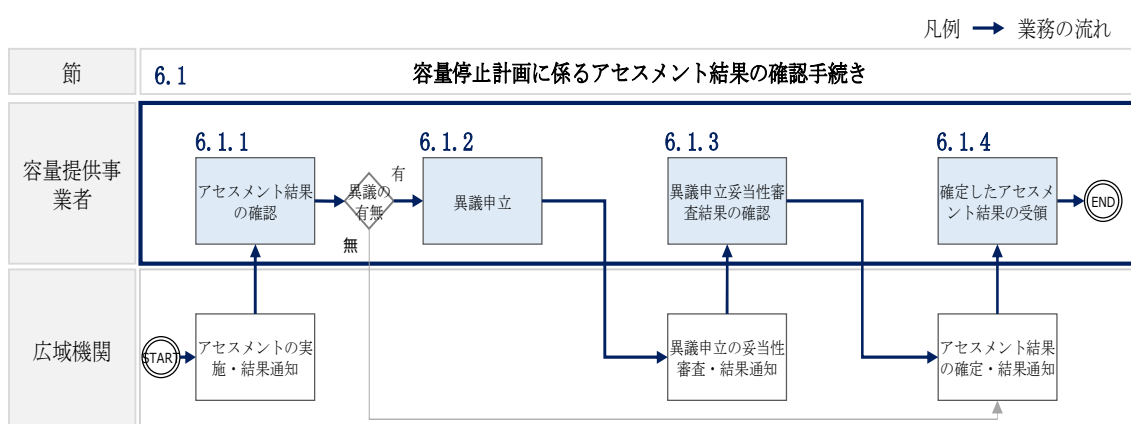 凡例 業務の流れ
節
6.1 容量停止計画に係るアセスメント結果の確認手続き
容量提供事
業者
6.1.1
アセスメント結果
の確認
異議の
有無
有
無
6.1.2
異議申立
6.1.3
異議申立妥当性審
査結果の確認
6.1.4
確定したアセスメ
ント結果の受領
END
広域機関
START
アセスメントの実
施・結果通知
異議申立の妥当性
審査・結果通知
アセスメント結果
の確定・結果通知